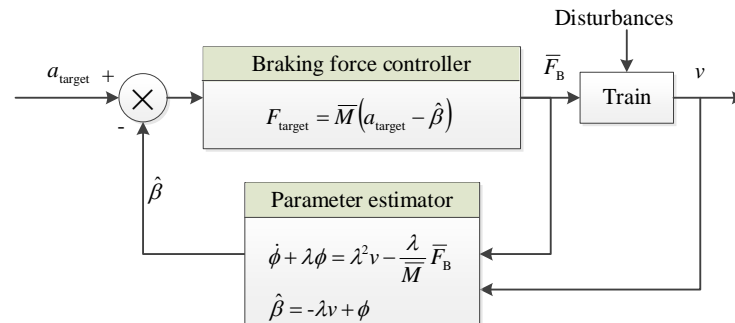 Disturbances
a_target
+
-
Braking force controller
F_target = M̅(a_target − β̂)
F̅_B
Train
v
β̂
Parameter estimator
ϕ̇ + λϕ = λ²v − (λ/M̅) F̅_B
β̂ = -λv + ϕ